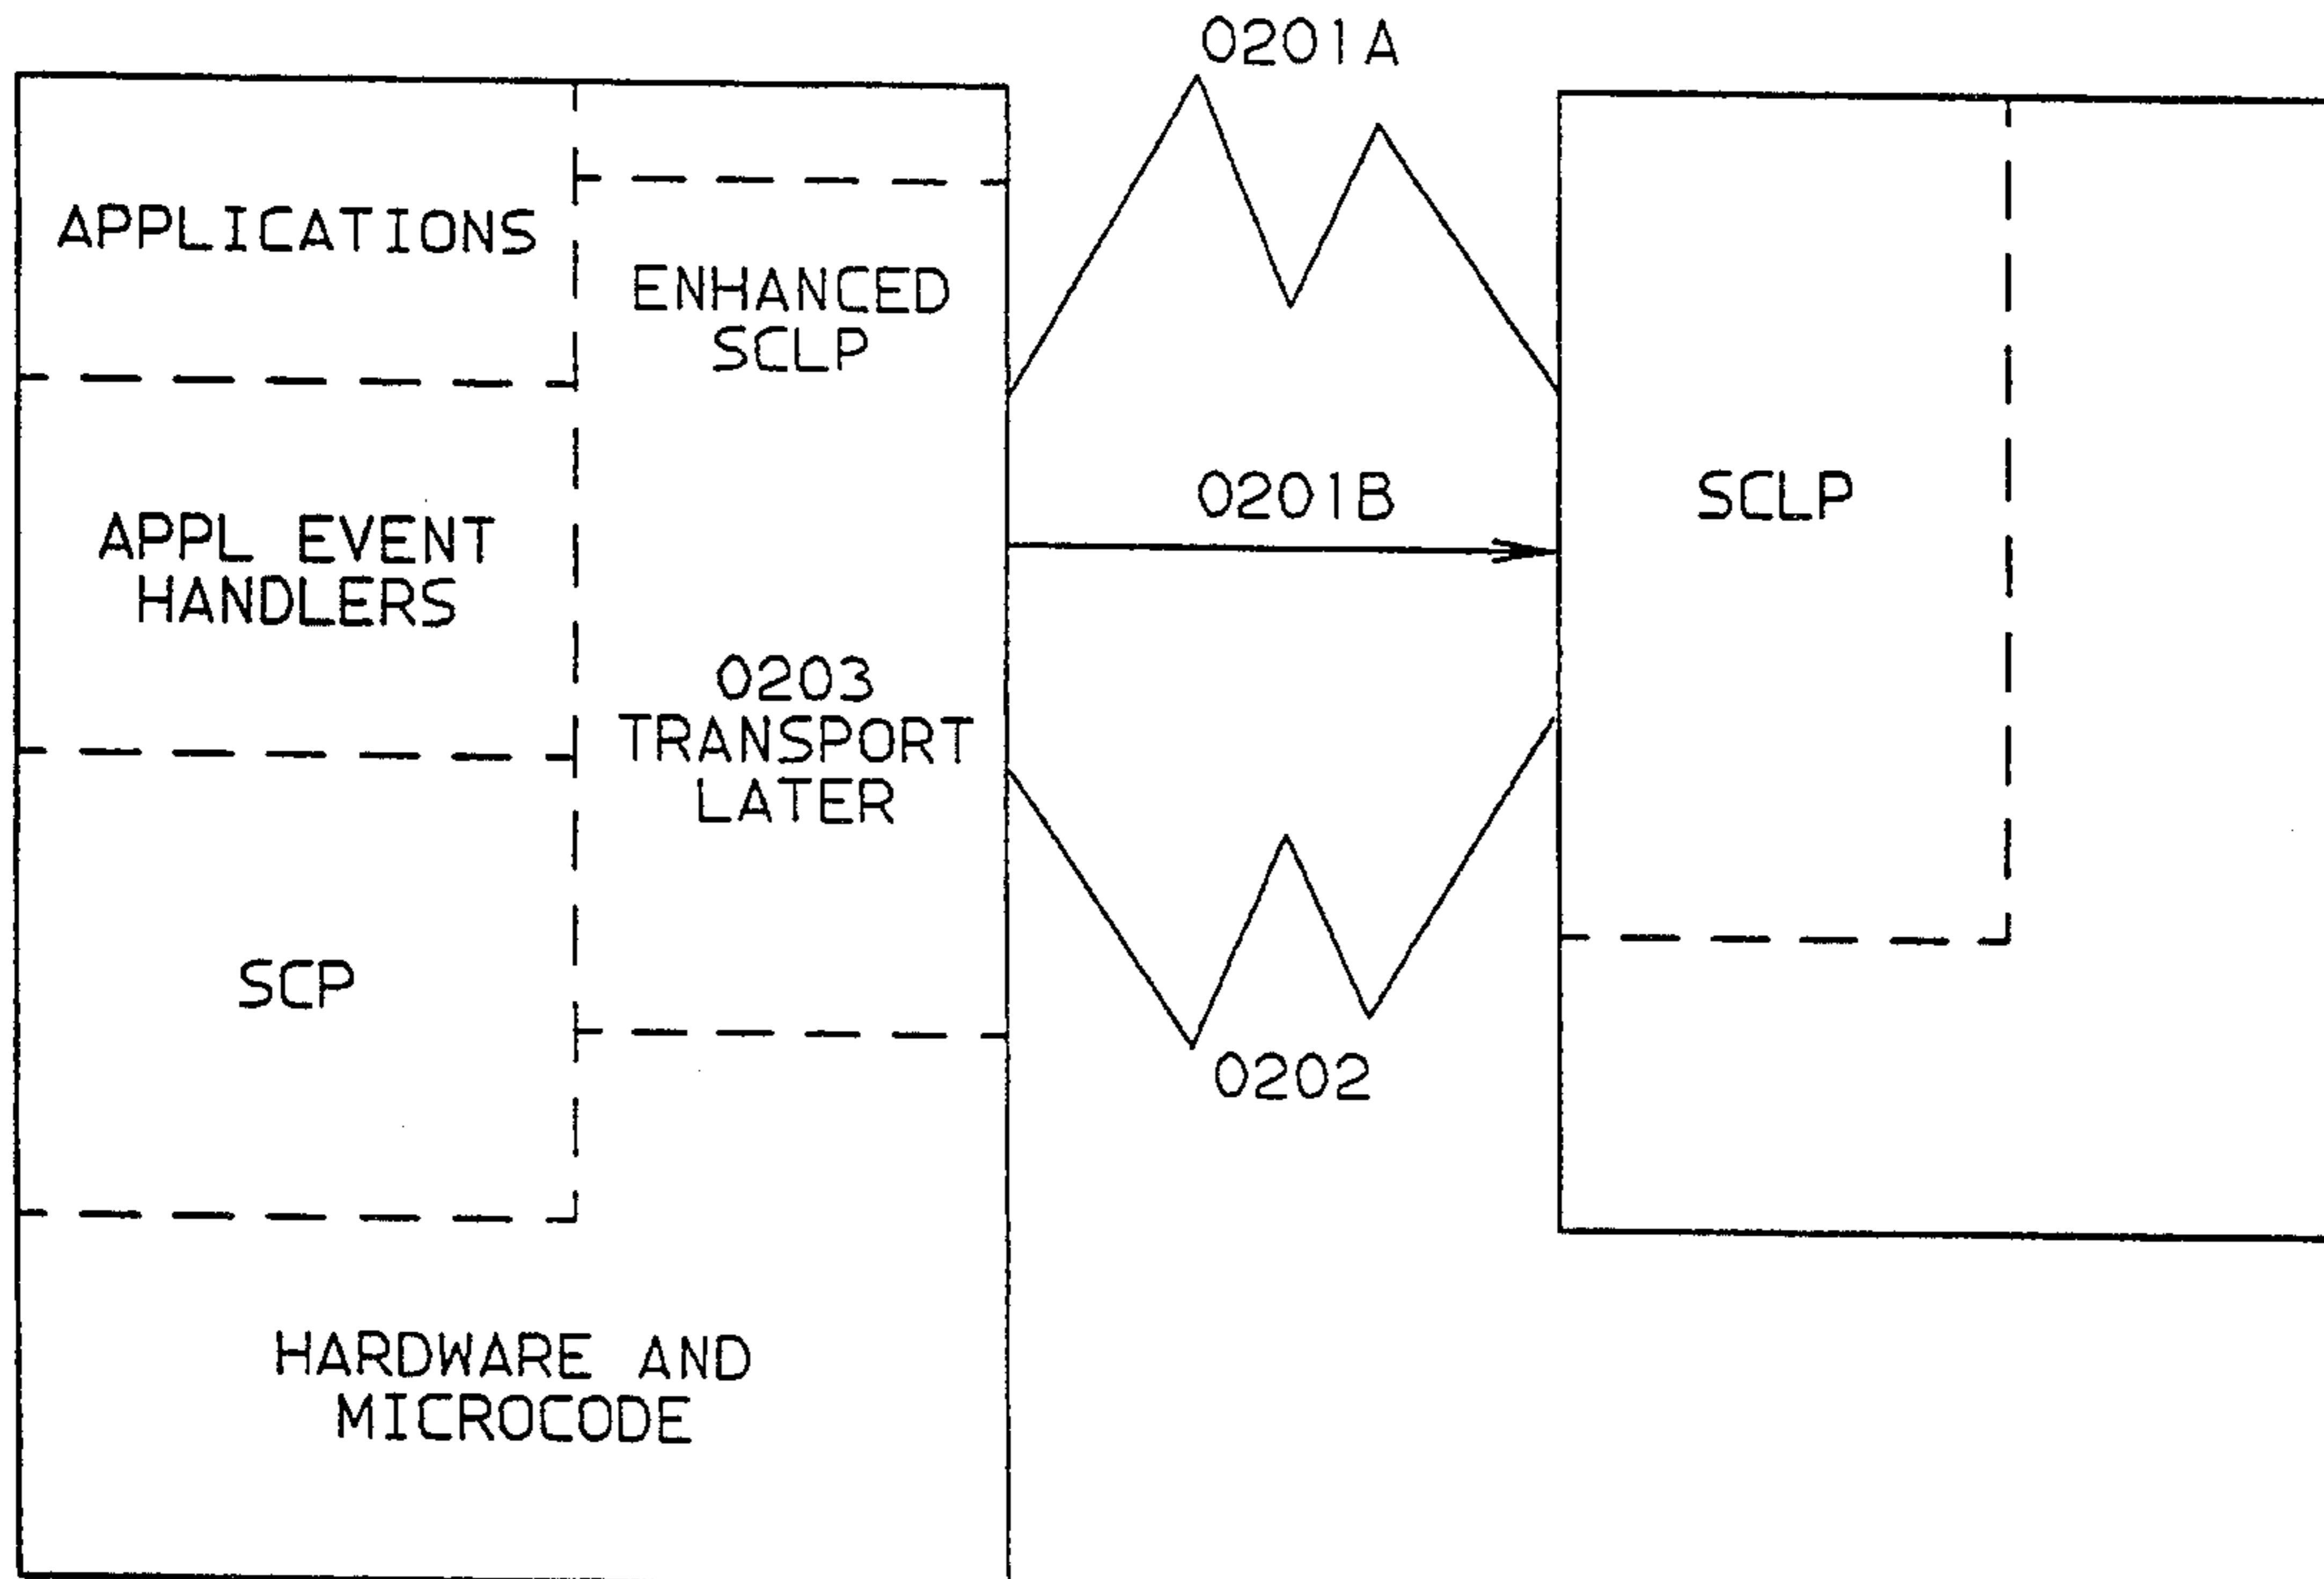 0201A
APPLICATIONS
ENHANCED
SCLP
0201B
SCLP
APPL EVENT
HANDLERS
0203
TRANSPORT
LATER
SCP
0202
HARDWARE AND
MICROCODE